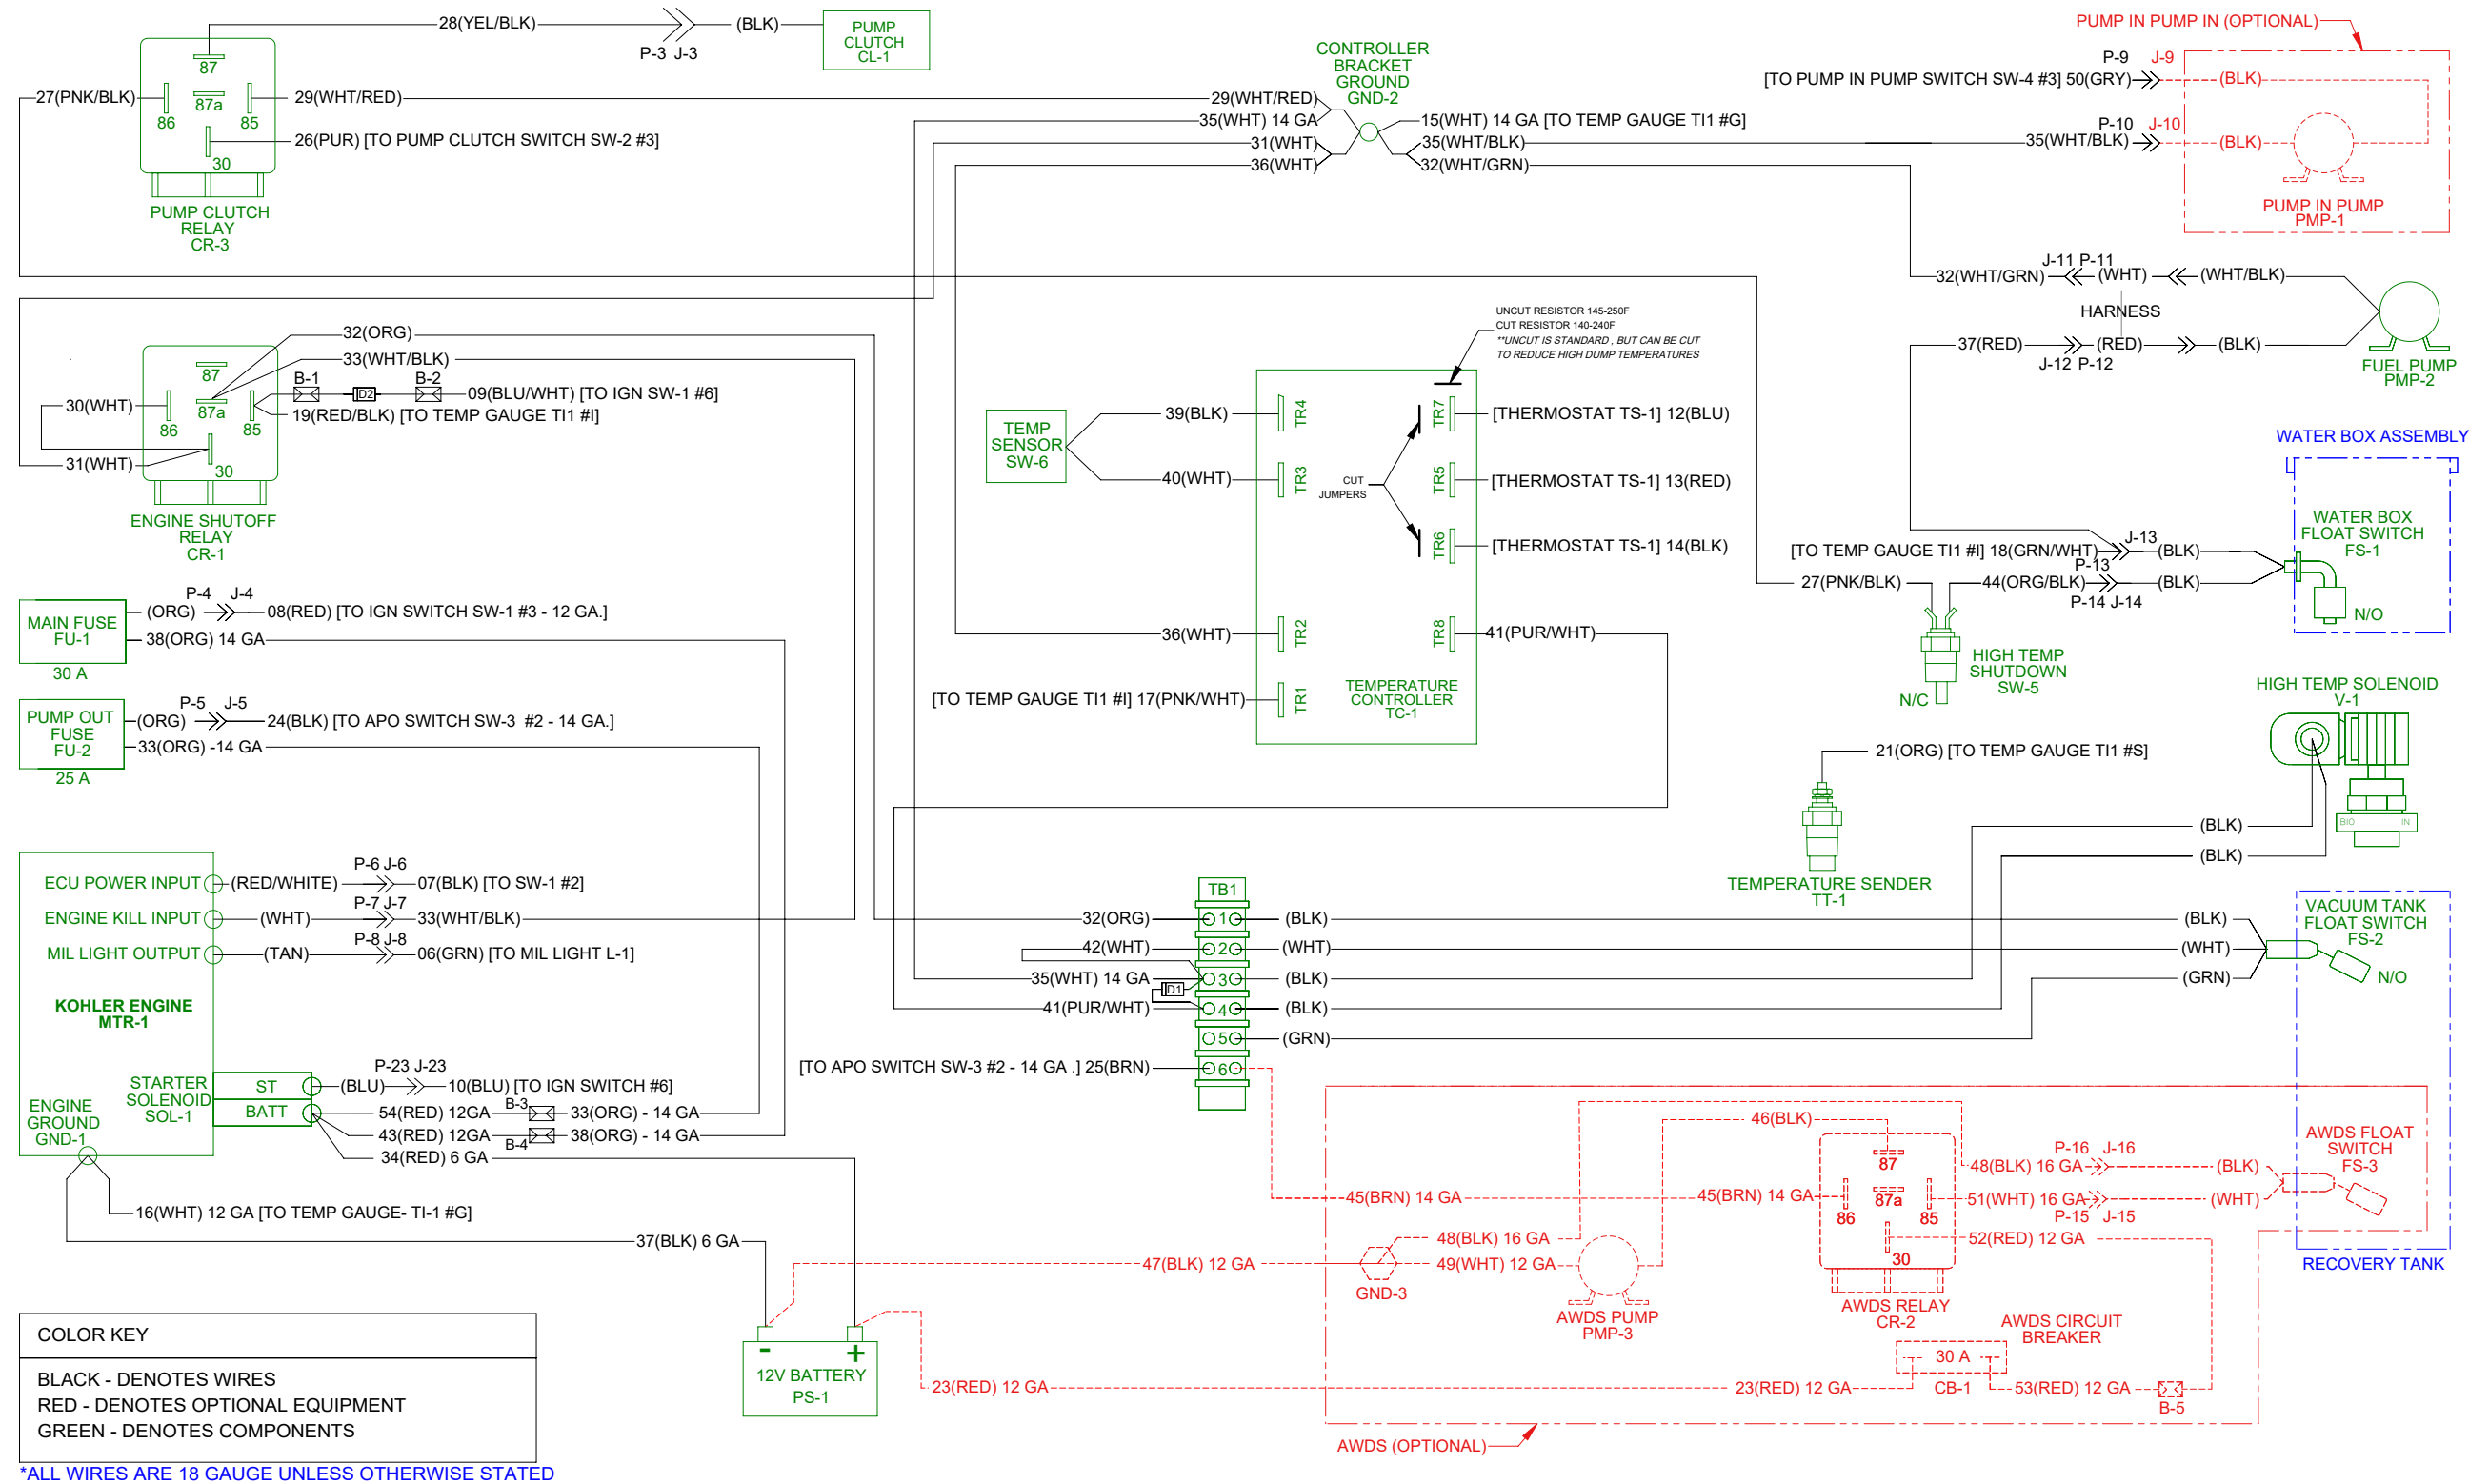 28(YEL/BLK)
P-3 J-3
(BLK)
PUMP
CLUTCH
CL-1
87
27(PNK/BLK)
86
87a
85
29(WHT/RED)
26(PUR) [TO PUMP CLUTCH SWITCH SW-2 #3]
30
PUMP CLUTCH
RELAY
CR-3
CONTROLLER
BRACKET
GROUND
GND-2
29(WHT/RED)
35(WHT) 14 GA
31(WHT)
36(WHT)
15(WHT) 14 GA [TO TEMP GAUGE TI1 #G]
35(WHT/BLK)
32(WHT/GRN)
PUMP IN PUMP IN (OPTIONAL)
P-9 J-9
[TO PUMP IN PUMP SWITCH SW-4 #3] 50(GRY)
(BLK)
P-10 J-10
35(WHT/BLK)
(BLK)
PUMP IN PUMP
PMP-1
J-11 P-11
32(WHT/GRN)
(WHT)
(WHT/BLK)
HARNESS
37(RED)
(RED)
(BLK)
J-12 P-12
FUEL PUMP
PMP-2
32(ORG)
33(WHT/BLK)
87
B-1
D2
B-2
09(BLU/WHT) [TO IGN SW-1 #6]
30(WHT)
87a
19(RED/BLK) [TO TEMP GAUGE TI1 #I]
86
85
31(WHT)
30
ENGINE SHUTOFF
RELAY
CR-1
UNCUT RESISTOR 145-250F
CUT RESISTOR 140-240F
**UNCUT IS STANDARD , BUT CAN BE CUT
TO REDUCE HIGH DUMP TEMPERATURES
TEMP
SENSOR
SW-6
39(BLK)
40(WHT)
TR4
TR3
TR7
TR5
TR6
CUT
JUMPERS
[THERMOSTAT TS-1] 12(BLU)
[THERMOSTAT TS-1] 13(RED)
[THERMOSTAT TS-1] 14(BLK)
36(WHT)
TR2
TR8
41(PUR/WHT)
[TO TEMP GAUGE TI1 #I] 17(PNK/WHT)
TR1
TEMPERATURE
CONTROLLER
TC-1
WATER BOX ASSEMBLY
WATER BOX
FLOAT SWITCH
FS-1
N/O
[TO TEMP GAUGE TI1 #I] 18(GRN/WHT)
J-13
(BLK)
P-13
27(PNK/BLK)
44(ORG/BLK)
(BLK)
P-14 J-14
HIGH TEMP
SHUTDOWN
SW-5
N/C
HIGH TEMP SOLENOID
V-1
BIO
IN
(BLK)
(BLK)
21(ORG) [TO TEMP GAUGE TI1 #S]
TEMPERATURE SENDER
TT-1
MAIN FUSE
FU-1
30 A
P-4 J-4
(ORG)
08(RED) [TO IGN SWITCH SW-1 #3 - 12 GA.]
38(ORG) 14 GA
PUMP OUT
FUSE
FU-2
25 A
P-5 J-5
(ORG)
24(BLK) [TO APO SWITCH SW-3 #2 - 14 GA.]
33(ORG) -14 GA
ECU POWER INPUT
(RED/WHITE)
P-6 J-6
07(BLK) [TO SW-1 #2]
ENGINE KILL INPUT
(WHT)
P-7 J-7
33(WHT/BLK)
MIL LIGHT OUTPUT
(TAN)
P-8 J-8
06(GRN) [TO MIL LIGHT L-1]
KOHLER ENGINE
MTR-1
STARTER
SOLENOID
SOL-1
ST
BATT
P-23 J-23
(BLU)
10(BLU) [TO IGN SWITCH #6]
54(RED) 12GA
B-3
33(ORG) - 14 GA
43(RED) 12GA
B-4
38(ORG) - 14 GA
34(RED) 6 GA
ENGINE
GROUND
GND-1
16(WHT) 12 GA [TO TEMP GAUGE- TI-1 #G]
37(BLK) 6 GA
TB1
32(ORG)
1
(BLK)
(BLK)
42(WHT)
2
(WHT)
(WHT)
35(WHT) 14 GA
3
(BLK)
(GRN)
D1
41(PUR/WHT)
4
(BLK)
5
(GRN)
[TO APO SWITCH SW-3 #2 - 14 GA .] 25(BRN)
6
VACUUM TANK
FLOAT SWITCH
FS-2
N/O
46(BLK)
87
87a
86
85
30
45(BRN) 14 GA
45(BRN) 14 GA
P-16 J-16
48(BLK) 16 GA
(BLK)
51(WHT) 16 GA
(WHT)
P-15 J-15
52(RED) 12 GA
AWDS FLOAT
SWITCH
FS-3
RECOVERY TANK
48(BLK) 16 GA
47(BLK) 12 GA
49(WHT) 12 GA
GND-3
AWDS PUMP
PMP-3
AWDS RELAY
CR-2
AWDS CIRCUIT
BREAKER
30 A
CB-1
23(RED) 12 GA
23(RED) 12 GA
53(RED) 12 GA
B-5
AWDS (OPTIONAL)
-
+
12V BATTERY
PS-1
COLOR KEY
BLACK - DENOTES WIRES
RED - DENOTES OPTIONAL EQUIPMENT
GREEN - DENOTES COMPONENTS
*ALL WIRES ARE 18 GAUGE UNLESS OTHERWISE STATED